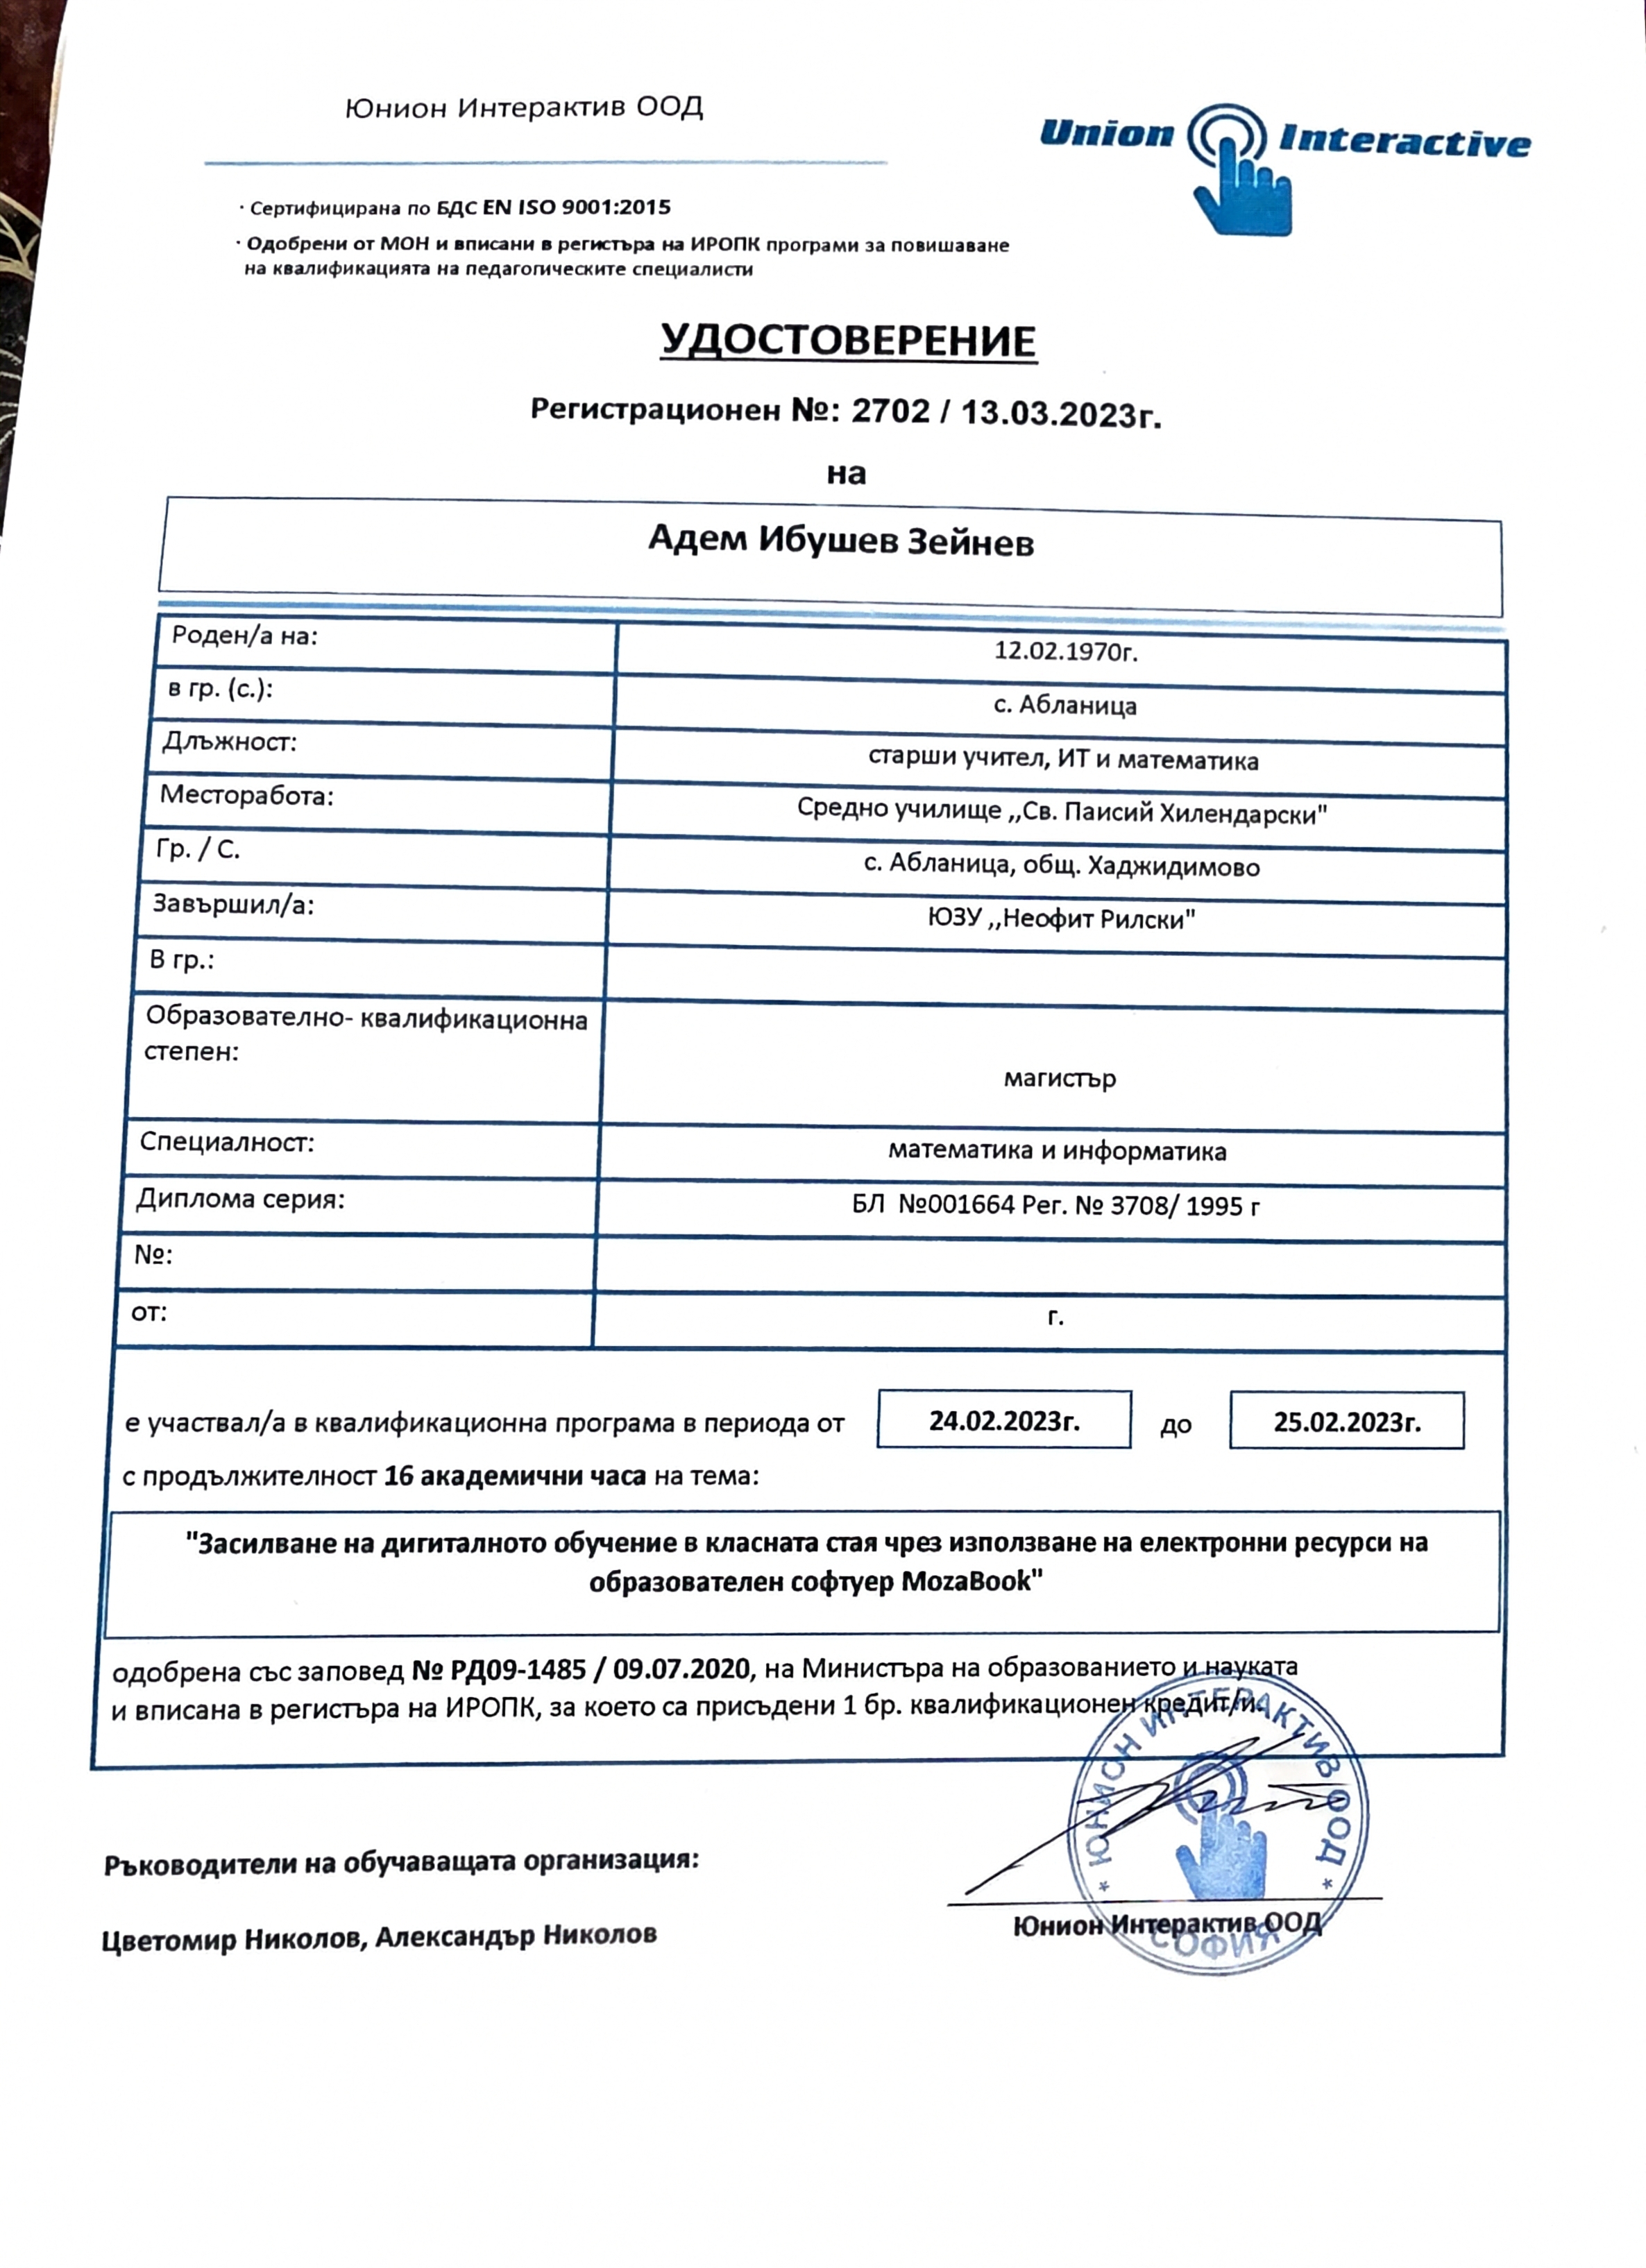 Юнион Интерактив ООД
Union Interactive
· Сертифицирана по БДС EN ISO 9001:2015
· Одобрени от МОН и вписани в регистъра на ИРОПК програми за повишаване
на квалификацията на педагогическите специалисти
УДОСТОВЕРЕНИЕ
Регистрационен №: 2702 / 13.03.2023г.
на
Адем Ибушев Зейнев
Роден/а на: 12.02.1970г.
в гр. (с.): с. Абланица
Длъжност: старши учител, ИТ и математика
Месторабота: Средно училище ,,Св. Паисий Хилендарски"
Гр. / С. с. Абланица, общ. Хаджидимово
Завършил/а: ЮЗУ ,,Неофит Рилски"
В гр.:
Образователно- квалификационна
степен:
магистър
Специалност: математика и информатика
Диплома серия: БЛ №001664 Рег. № 3708/ 1995 г
№:
от: г.
е участвал/а в квалификационна програма в периода от 24.02.2023г. до 25.02.2023г.
с продължителност 16 академични часа на тема:
"Засилване на дигиталното обучение в класната стая чрез използване на електронни ресурси на
образователен софтуер MozaBook"
одобрена със заповед № РД09-1485 / 09.07.2020, на Министъра на образованието и науката
и вписана в регистъра на ИРОПК, за което са присъдени 1 бр. квалификационен кредит/и.
* ЮНИОН ИНТЕРАКТИВ ООД *
СОФИЯ
Ръководители на обучаващата организация:
Цветомир Николов, Александър Николов
Юнион Интерактив ООД